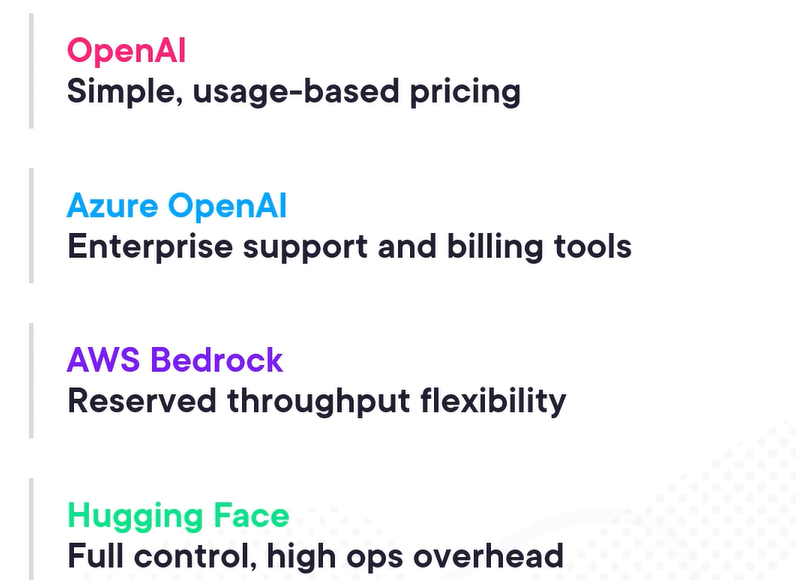 OpenAI
Simple, usage-based pricing
Azure OpenAI
Enterprise support and billing tools
AWS Bedrock
Reserved throughput flexibility
Hugging Face
Full control, high ops overhead